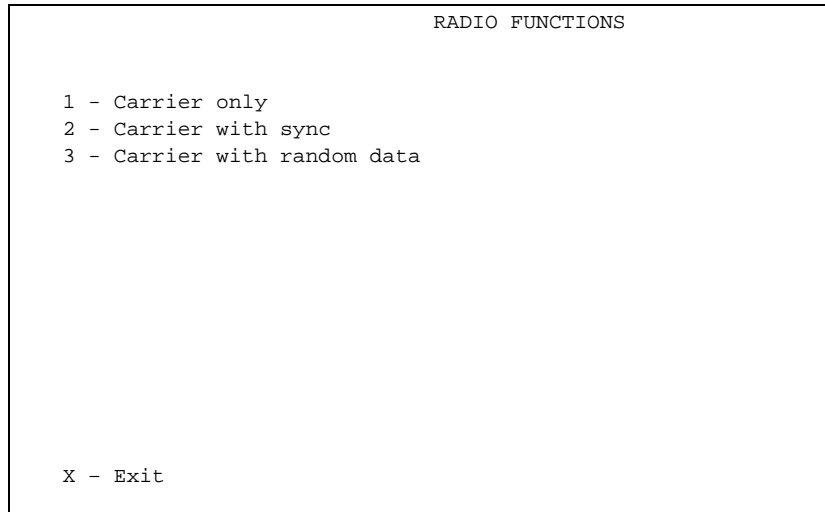 RADIO FUNCTIONS
1 - Carrier only
2 - Carrier with sync
3 - Carrier with random data
X - Exit